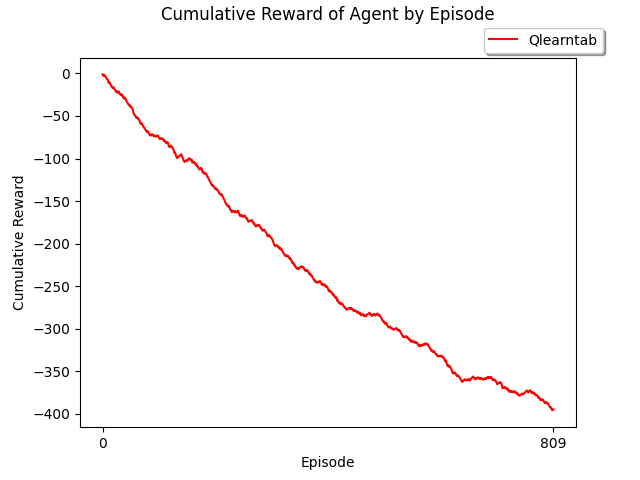 Cumulative Reward of Agent by Episode
Qlearntab
0
−50
−100
−150
−200
−250
−300
−350
−400
Cumulative Reward
0
809
Episode